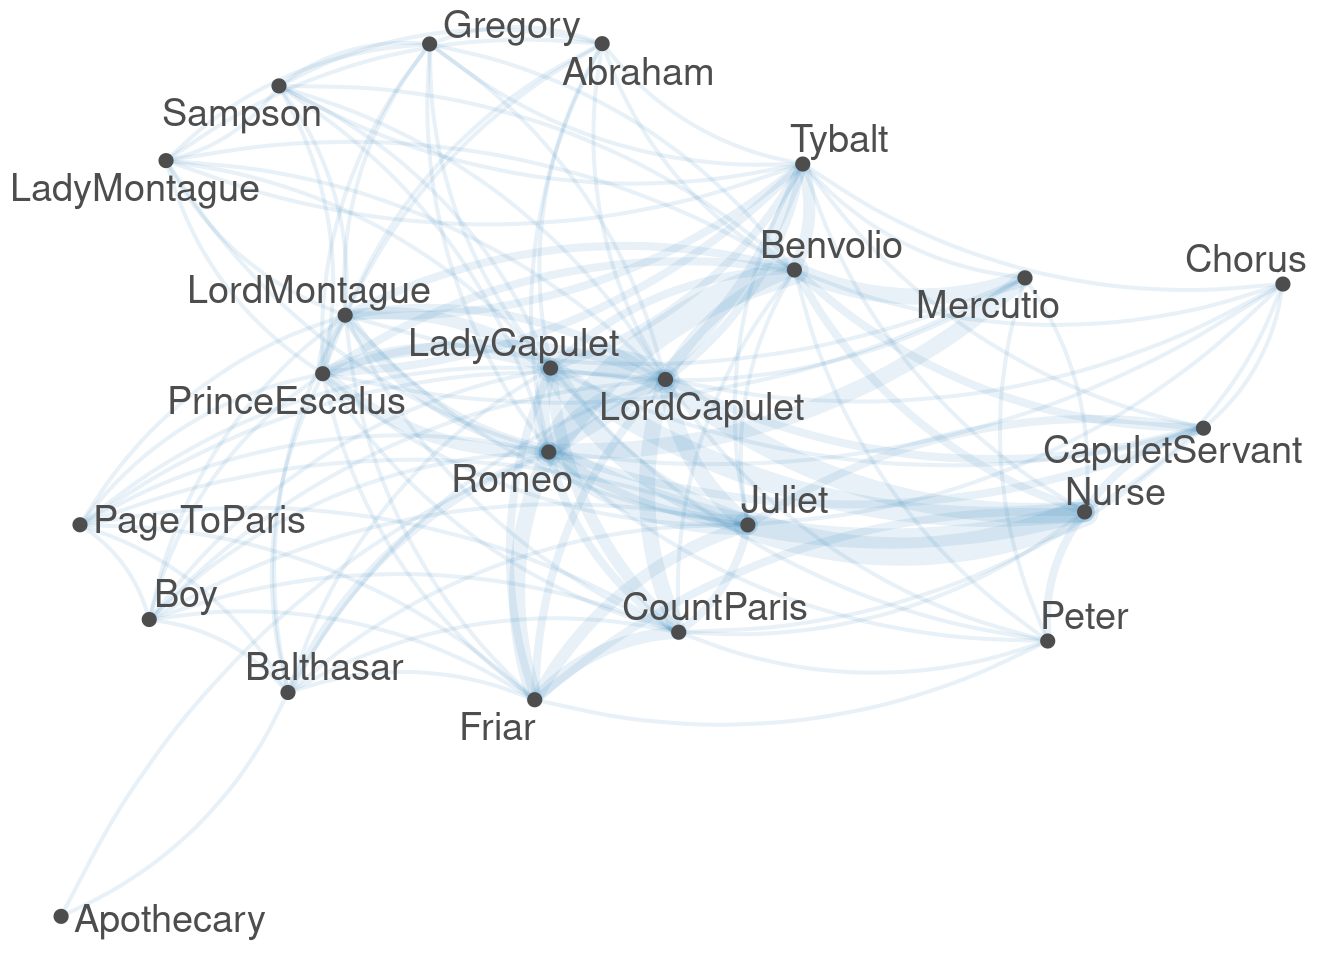 Gregory
Abraham
Sampson
Tybalt
LadyMontague
Benvolio
Chorus
LordMontague
Mercutio
LadyCapulet
PrinceEscalus
LordCapulet
CapuletServant
Romeo
Juliet
Nurse
PageToParis
Boy
CountParis
Peter
Balthasar
Friar
Apothecary